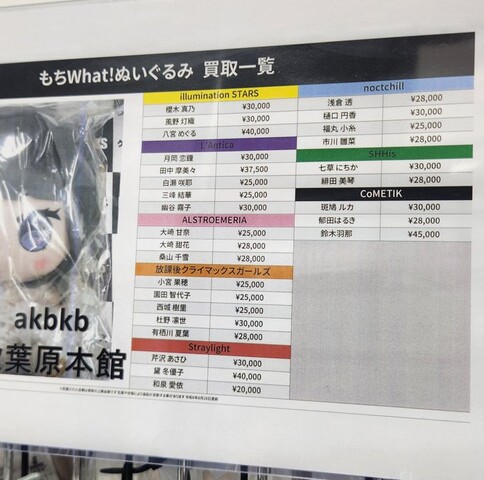 もちWhat!ぬいぐるみ 買取一覧
illumination STARS
櫻木 真乃 ¥30,000
風野 灯織 ¥30,000
八宮 めぐる ¥40,000
L'Antica
月岡 恋鐘 ¥30,000
田中 摩美々 ¥37,500
白瀬 咲耶 ¥25,000
三峰 結華 ¥25,000
幽谷 霧子 ¥30,000
ALSTROEMERIA
大崎 甘奈 ¥25,000
大崎 甜花 ¥28,000
桑山 千雪 ¥28,000
放課後クライマックスガールズ
小宮 果穂 ¥25,000
園田 智代子 ¥25,000
西城 樹里 ¥25,000
杜野 凛世 ¥30,000
有栖川 夏葉 ¥28,000
Straylight
芹沢 あさひ ¥30,000
黛 冬優子 ¥40,000
和泉 愛依 ¥20,000
noctchill
浅倉 透 ¥28,000
樋口 円香 ¥30,000
福丸 小糸 ¥25,000
市川 雛菜 ¥28,000
SHHis
七草 にちか ¥30,000
緋田 美琴 ¥28,000
CoMETIK
斑鳩 ルカ ¥30,000
郁田はるき ¥28,000
鈴木羽那 ¥45,000
akbkb
葉原本館